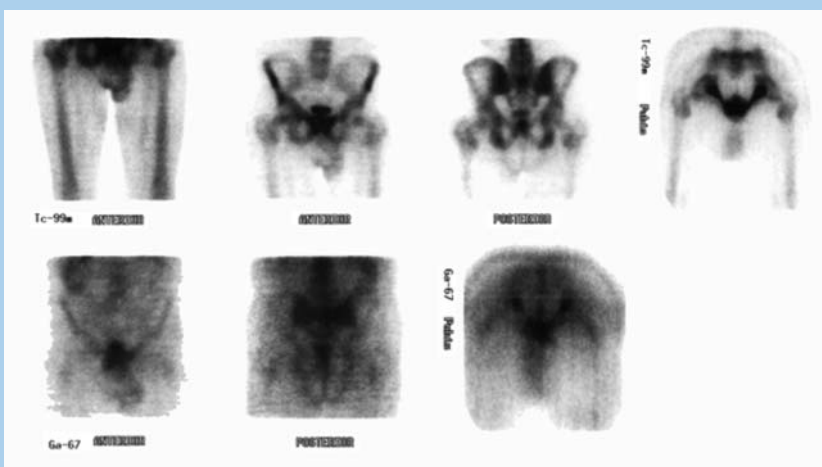 Tc-99m ANTERIOR
ANTERIOR
POSTERIOR
Tc-99m Pelvis
Ga-67 ANTERIOR
POSTERIOR
Ga-67 Pelvis